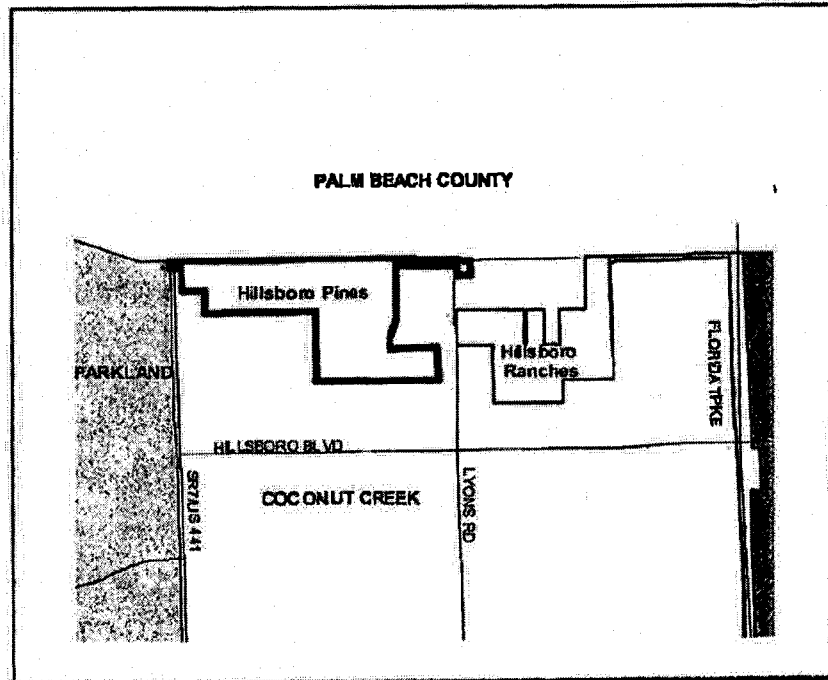 PALM BEACH COUNTY
Hillsboro Pines
Hillsboro
Ranches
PARKLAND
FLORIDA TPKE
HILLSBORO BLVD
SR7/US 441
COCONUT CREEK
LYONS RD